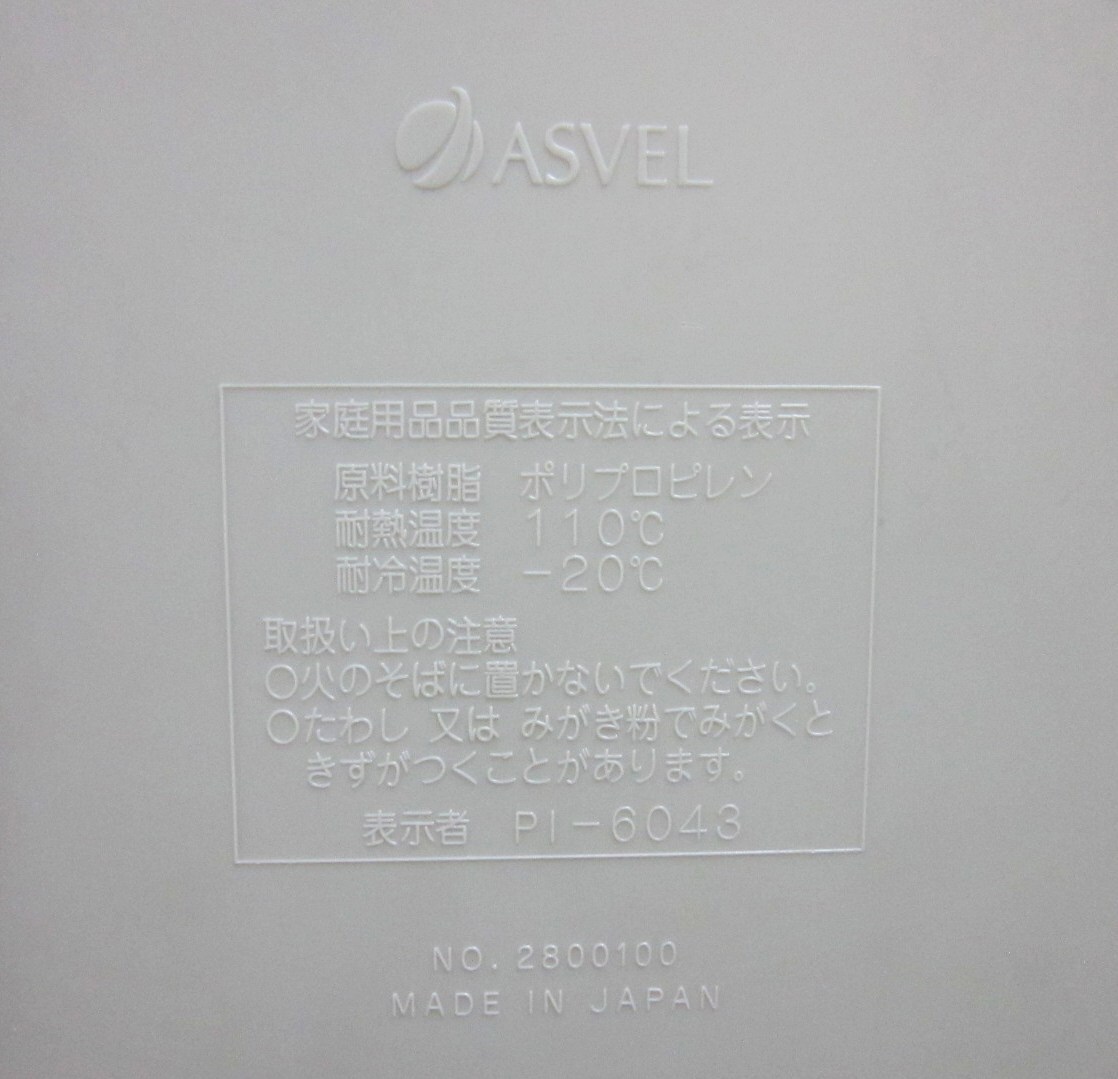 ASVEL
家庭用品品質表示法による表示
原料樹脂 ポリプロピレン
耐熱温度 110℃
耐冷温度 -20℃
取扱い上の注意
○火のそばに置かないでください。
○たわし 又は みがき粉でみがくと
きずがつくことがあります。
表示者 PI-6043
NO. 2800100
MADE IN JAPAN